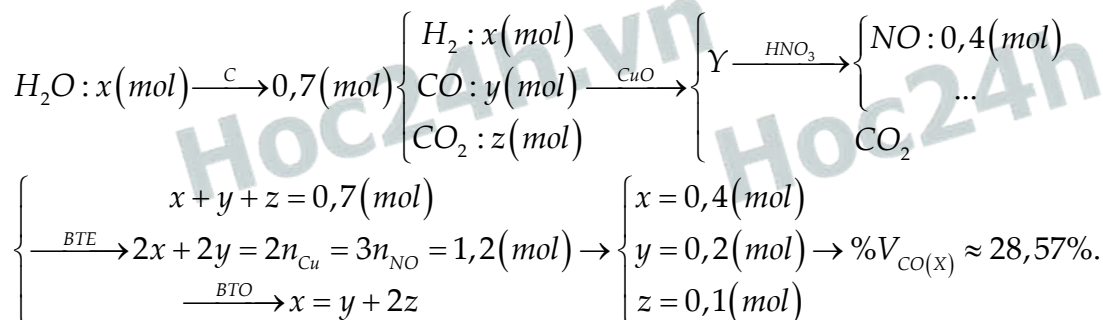 H₂O : x(mol) —C→ 0,7(mol) { H₂ : x(mol) CO : y(mol) CO₂ : z(mol) —CuO→ { Y —HNO₃→ { NO : 0,4(mol) ... CO₂
{ x + y + z = 0,7(mol)
—BTE→ 2x + 2y = 2n_Cu = 3n_NO = 1,2(mol) → { x = 0,4(mol) y = 0,2(mol) z = 0,1(mol) → %V_CO(X) ≈ 28,57%.
—BTO→ x = y + 2z
Hoc24h.vn
Hoc24h